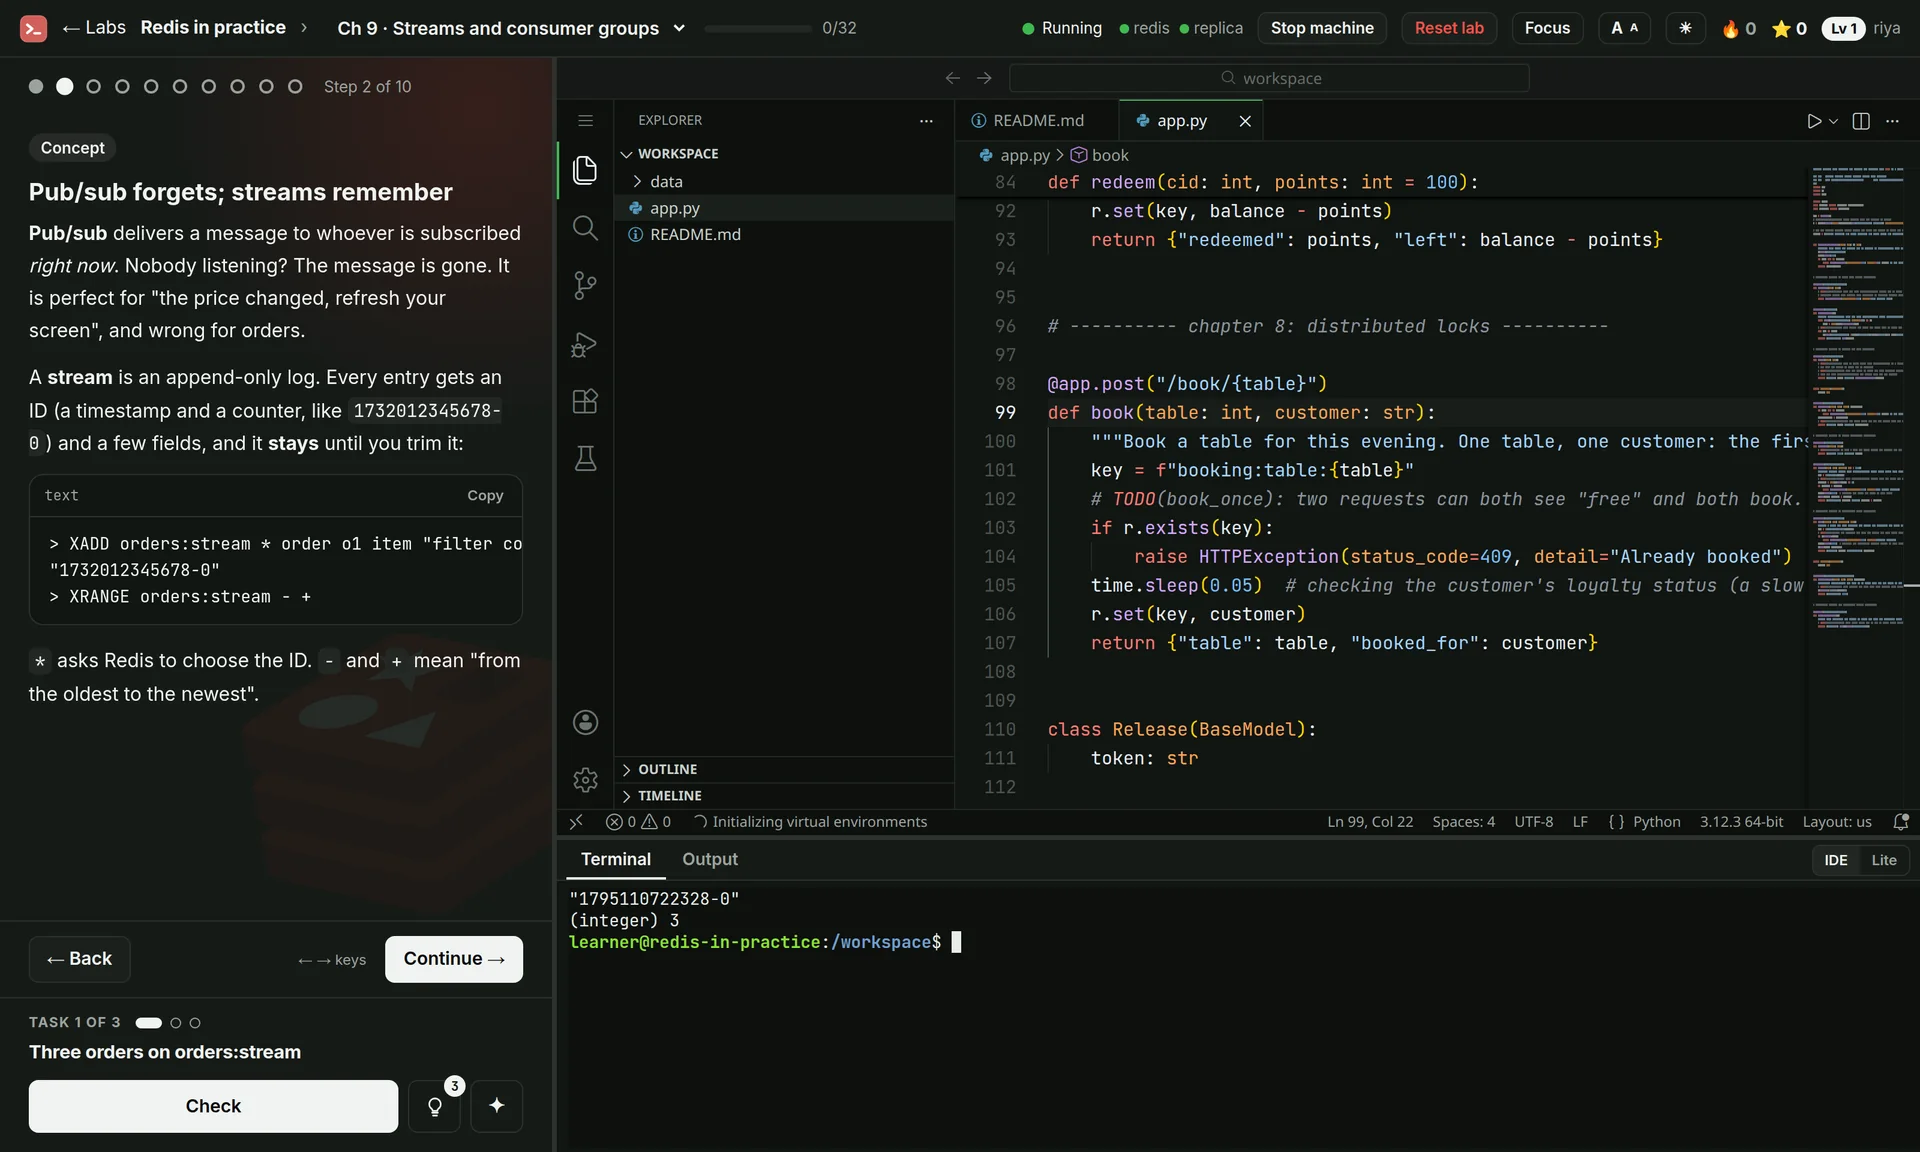 ← Labs Redis in practice › Ch 9 · Streams and consumer groups 0/32 Running redis replica Stop machine Reset lab Focus A A 0 0 Lv 1 riya
Step 2 of 10
Concept
Pub/sub forgets; streams remember
Pub/sub delivers a message to whoever is subscribed
right now. Nobody listening? The message is gone. It
is perfect for "the price changed, refresh your
screen", and wrong for orders.
A stream is an append-only log. Every entry gets an
ID (a timestamp and a counter, like 1732012345678-
0 ) and a few fields, and it stays until you trim it:
text Copy
> XADD orders:stream * order o1 item "filter co
"1732012345678-0"
> XRANGE orders:stream - +
* asks Redis to choose the ID. - and + mean "from
the oldest to the newest".
← Back ← → keys Continue →
TASK 1 OF 3
Three orders on orders:stream
Check 3
← → workspace
EXPLORER ···
WORKSPACE
data
app.py
README.md
OUTLINE
TIMELINE
README.md app.py
app.py > book
84 def redeem(cid: int, points: int = 100):
92 r.set(key, balance - points)
93 return {"redeemed": points, "left": balance - points}
94
95
96 # ---------- chapter 8: distributed locks ----------
97
98 @app.post("/book/{table}")
99 def book(table: int, customer: str):
100 """Book a table for this evening. One table, one customer: the firs
101 key = f"booking:table:{table}"
102 # TODO(book_once): two requests can both see "free" and both book.
103 if r.exists(key):
104 raise HTTPException(status_code=409, detail="Already booked")
105 time.sleep(0.05) # checking the customer's loyalty status (a slow
106 r.set(key, customer)
107 return {"table": table, "booked_for": customer}
108
109
110 class Release(BaseModel):
111 token: str
112
0 0 Initializing virtual environments Ln 99, Col 22 Spaces: 4 UTF-8 LF { } Python 3.12.3 64-bit Layout: us
Terminal Output IDE Lite
"1795110722328-0"
(integer) 3
learner@redis-in-practice:/workspace$